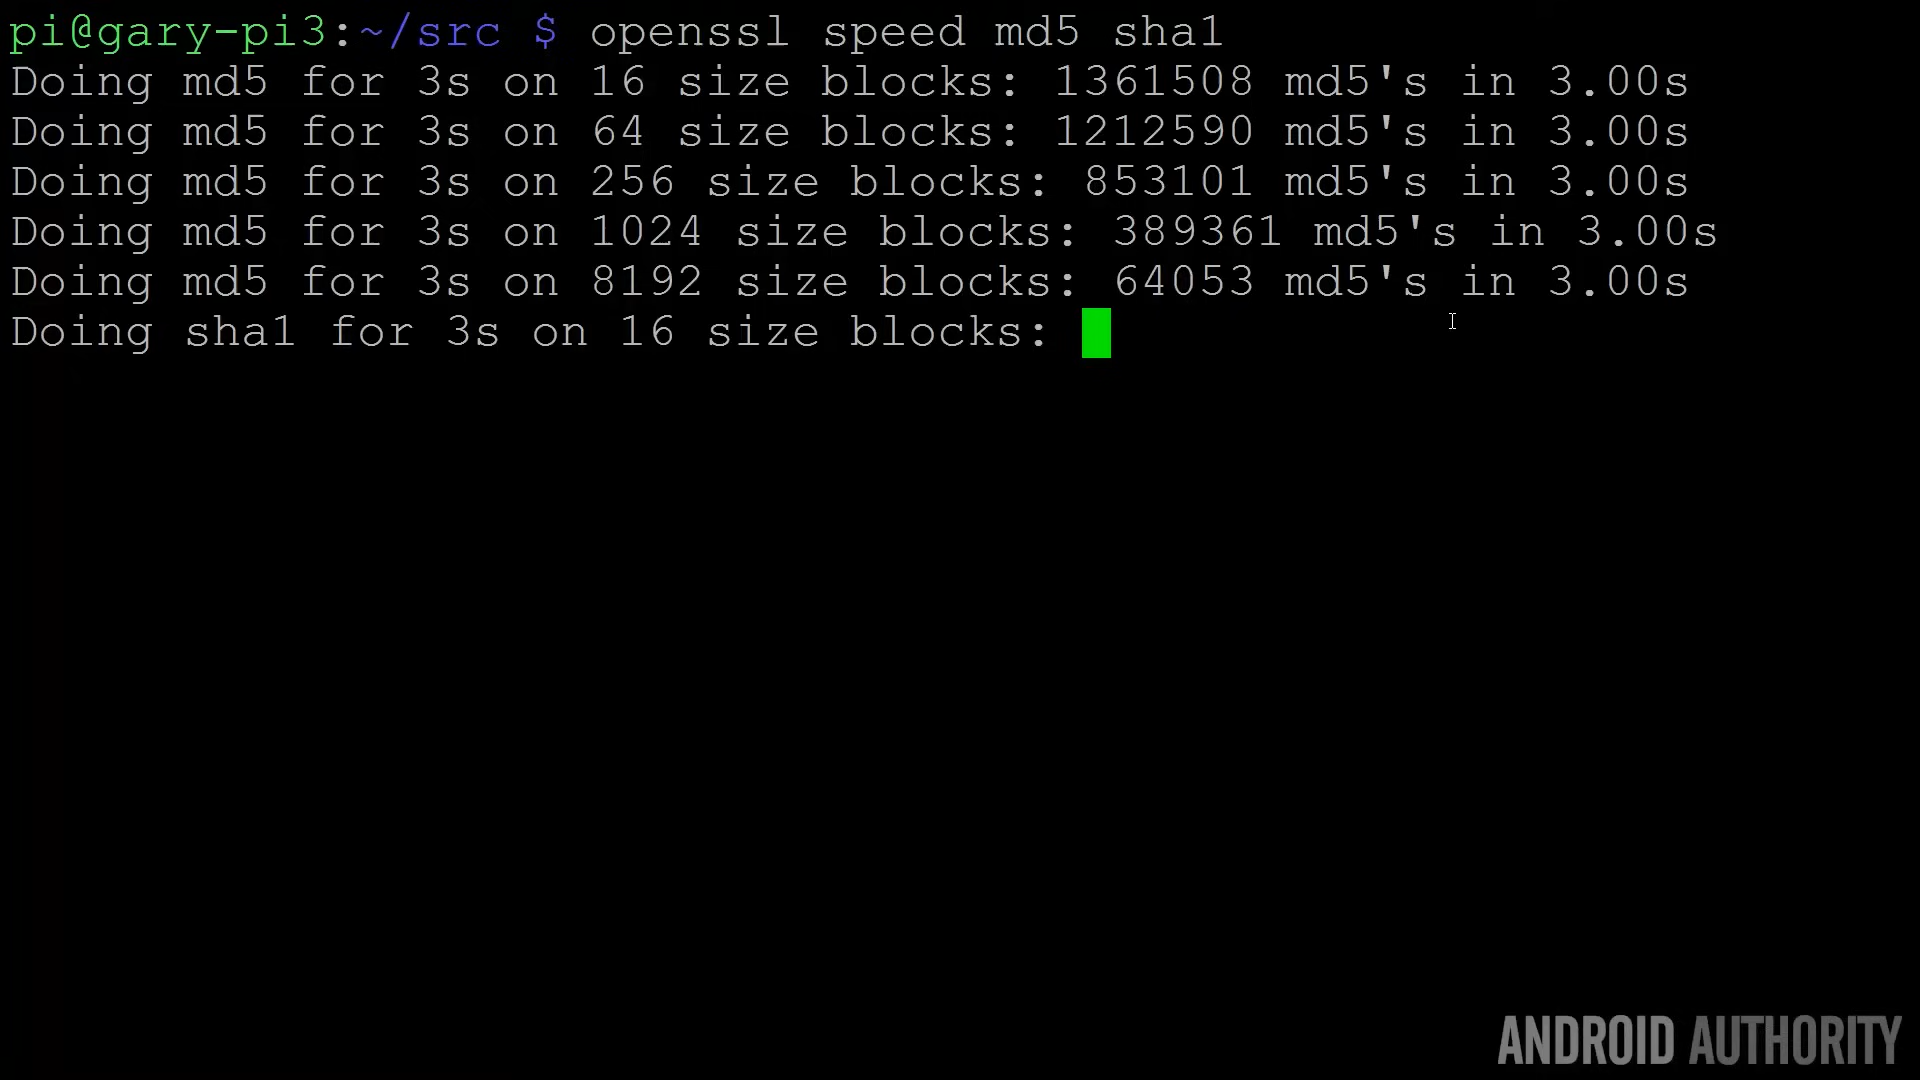 pi@gary-pi3:~/src $ openssl speed md5 sha1
Doing md5 for 3s on 16 size blocks: 1361508 md5's in 3.00s
Doing md5 for 3s on 64 size blocks: 1212590 md5's in 3.00s
Doing md5 for 3s on 256 size blocks: 853101 md5's in 3.00s
Doing md5 for 3s on 1024 size blocks: 389361 md5's in 3.00s
Doing md5 for 3s on 8192 size blocks: 64053 md5's in 3.00s
Doing sha1 for 3s on 16 size blocks:
ANDROID AUTHORITY